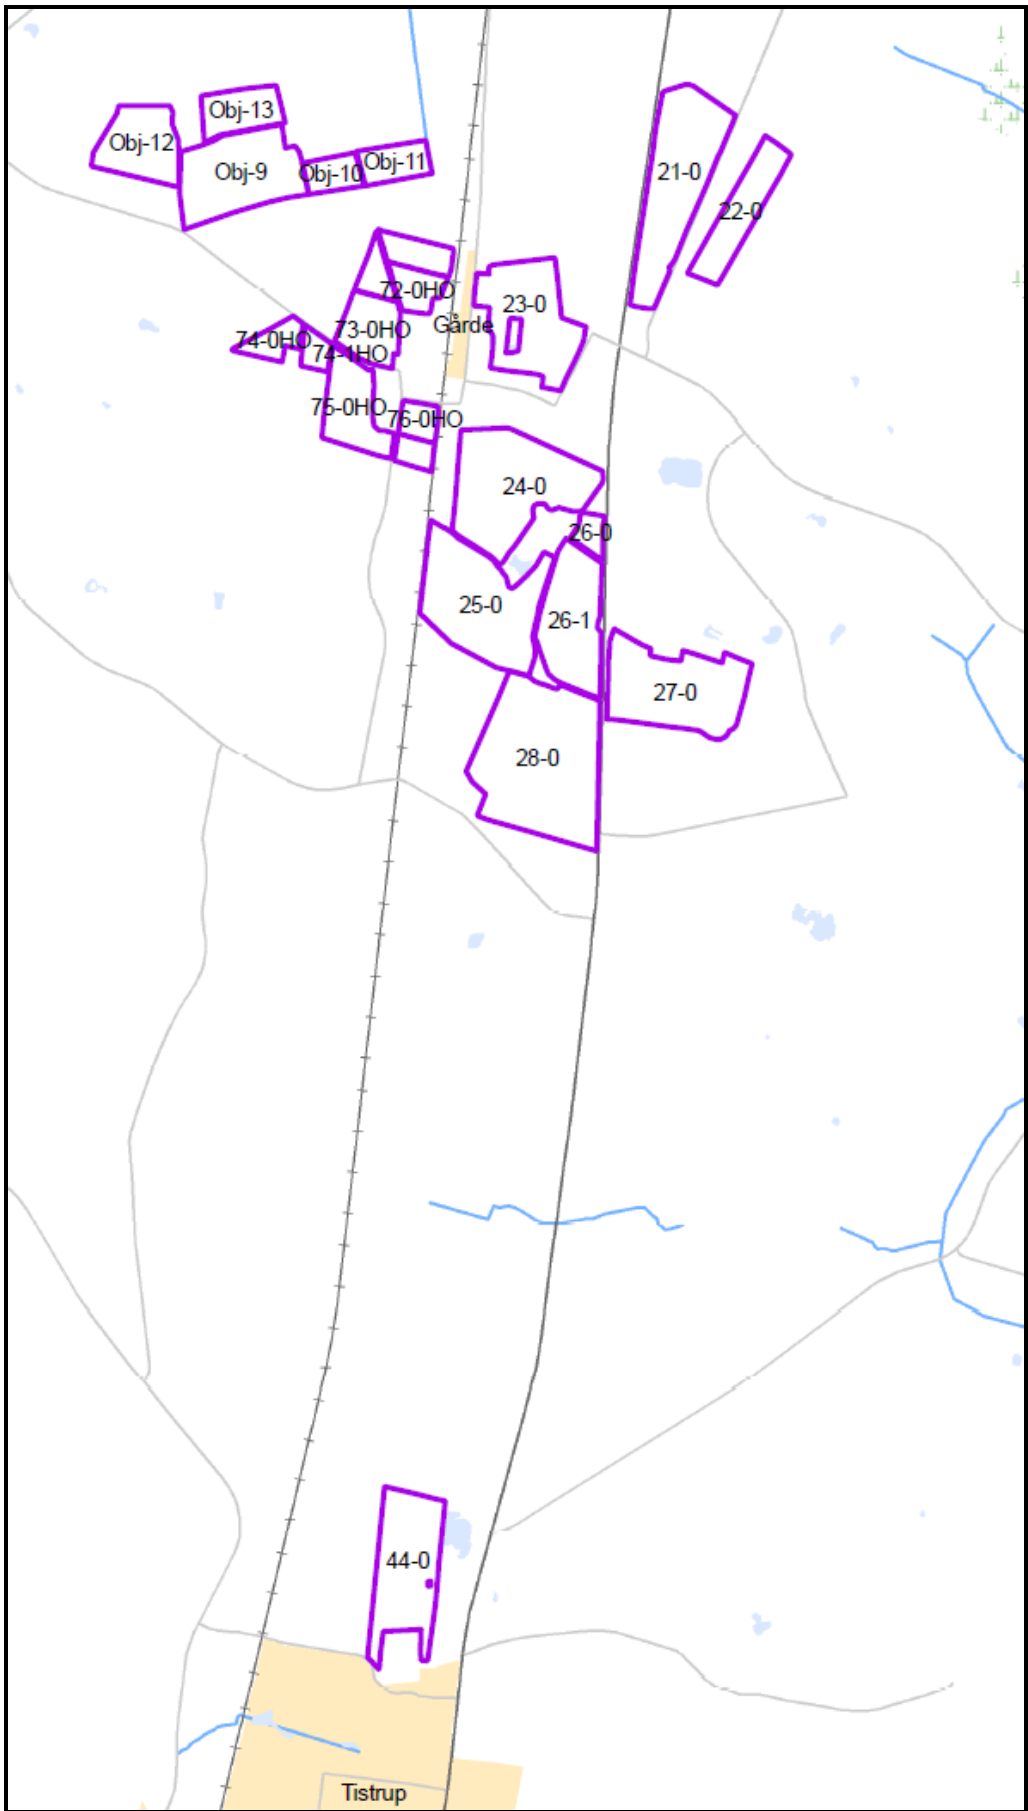 Obj-13
Obj-12
Obj-9
Obj-10
Obj-11
21-0
22-0
72-0HO
23-0
Gårde
73-0HO
74-0HO
74-1HO
75-0HO
76-0HO
24-0
26-0
25-0
26-1
27-0
28-0
44-0
Tistrup